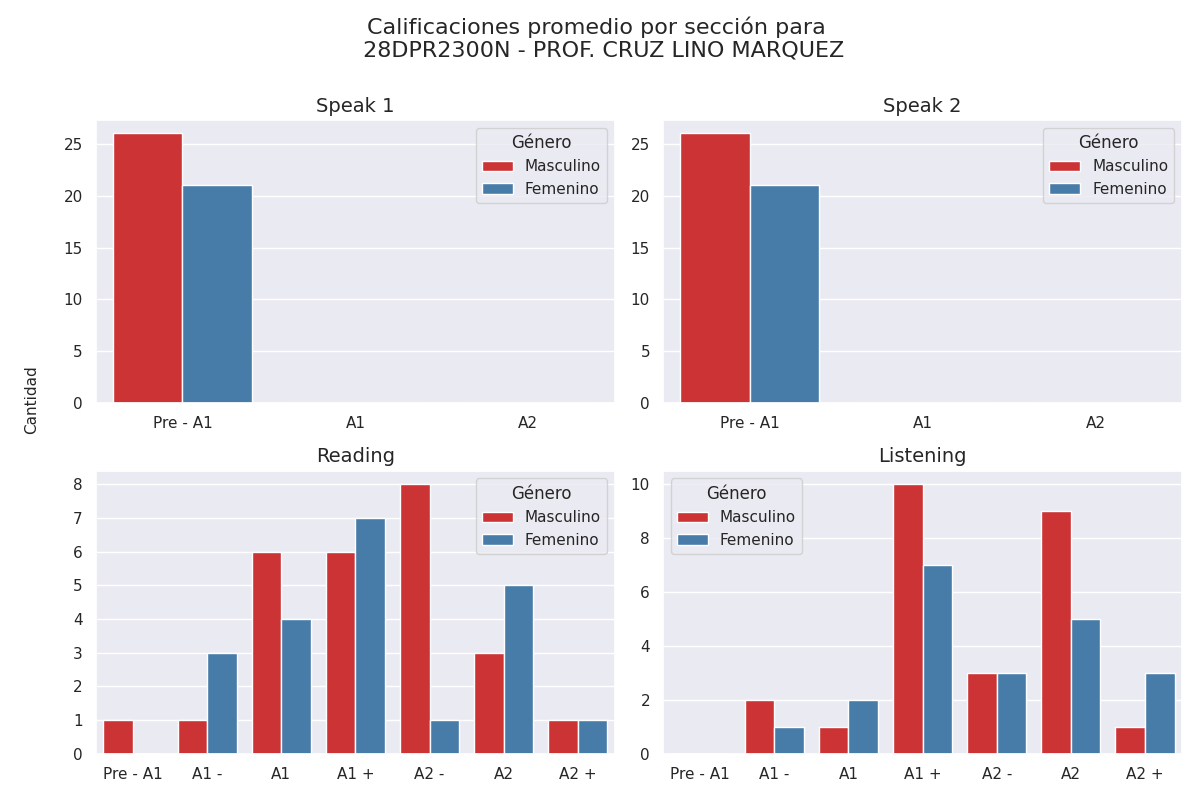 Calificaciones promedio por sección para
28DPR2300N - PROF. CRUZ LINO MARQUEZ
Cantidad
Speak 1
25
20
15
10
5
0
Pre - A1 A1 A2
Género
Masculino
Femenino
Speak 2
25
20
15
10
5
0
Pre - A1 A1 A2
Género
Masculino
Femenino
Reading
8
7
6
5
4
3
2
1
0
Pre - A1 A1 - A1 A1 + A2 - A2 A2 +
Género
Masculino
Femenino
Listening
10
8
6
4
2
0
Pre - A1 A1 - A1 A1 + A2 - A2 A2 +
Género
Masculino
Femenino